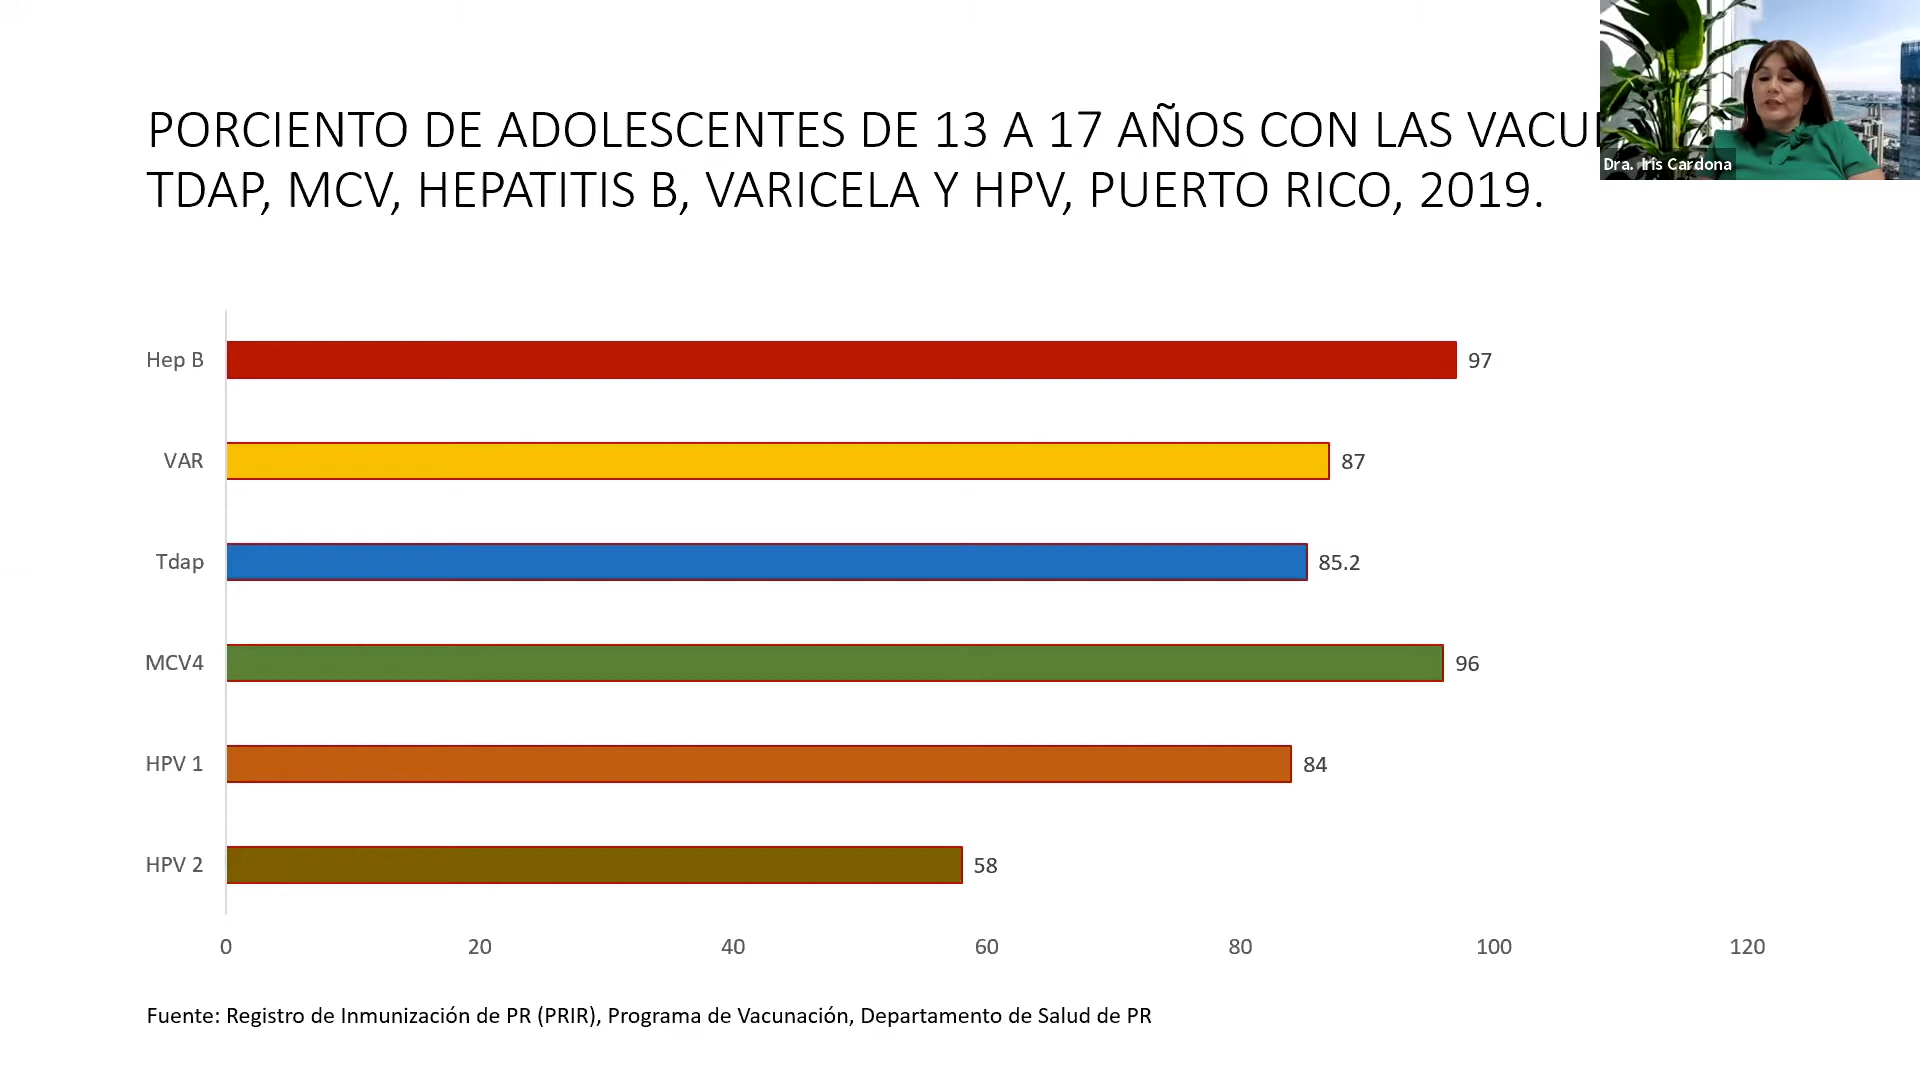 PORCIENTO DE ADOLESCENTES DE 13 A 17 AÑOS CON LAS
TDAP, MCV, HEPATITIS B, VARICELA Y HPV, PUERTO RICO, 2019.
Dra. Iris Cardona
Hep B 97
VAR 87
Tdap 85.2
MCV4 96
HPV 1 84
HPV 2 58
0 20 40 60 80 100 120
Fuente: Registro de Inmunización de PR (PRIR), Programa de Vacunación, Departamento de Salud de PR